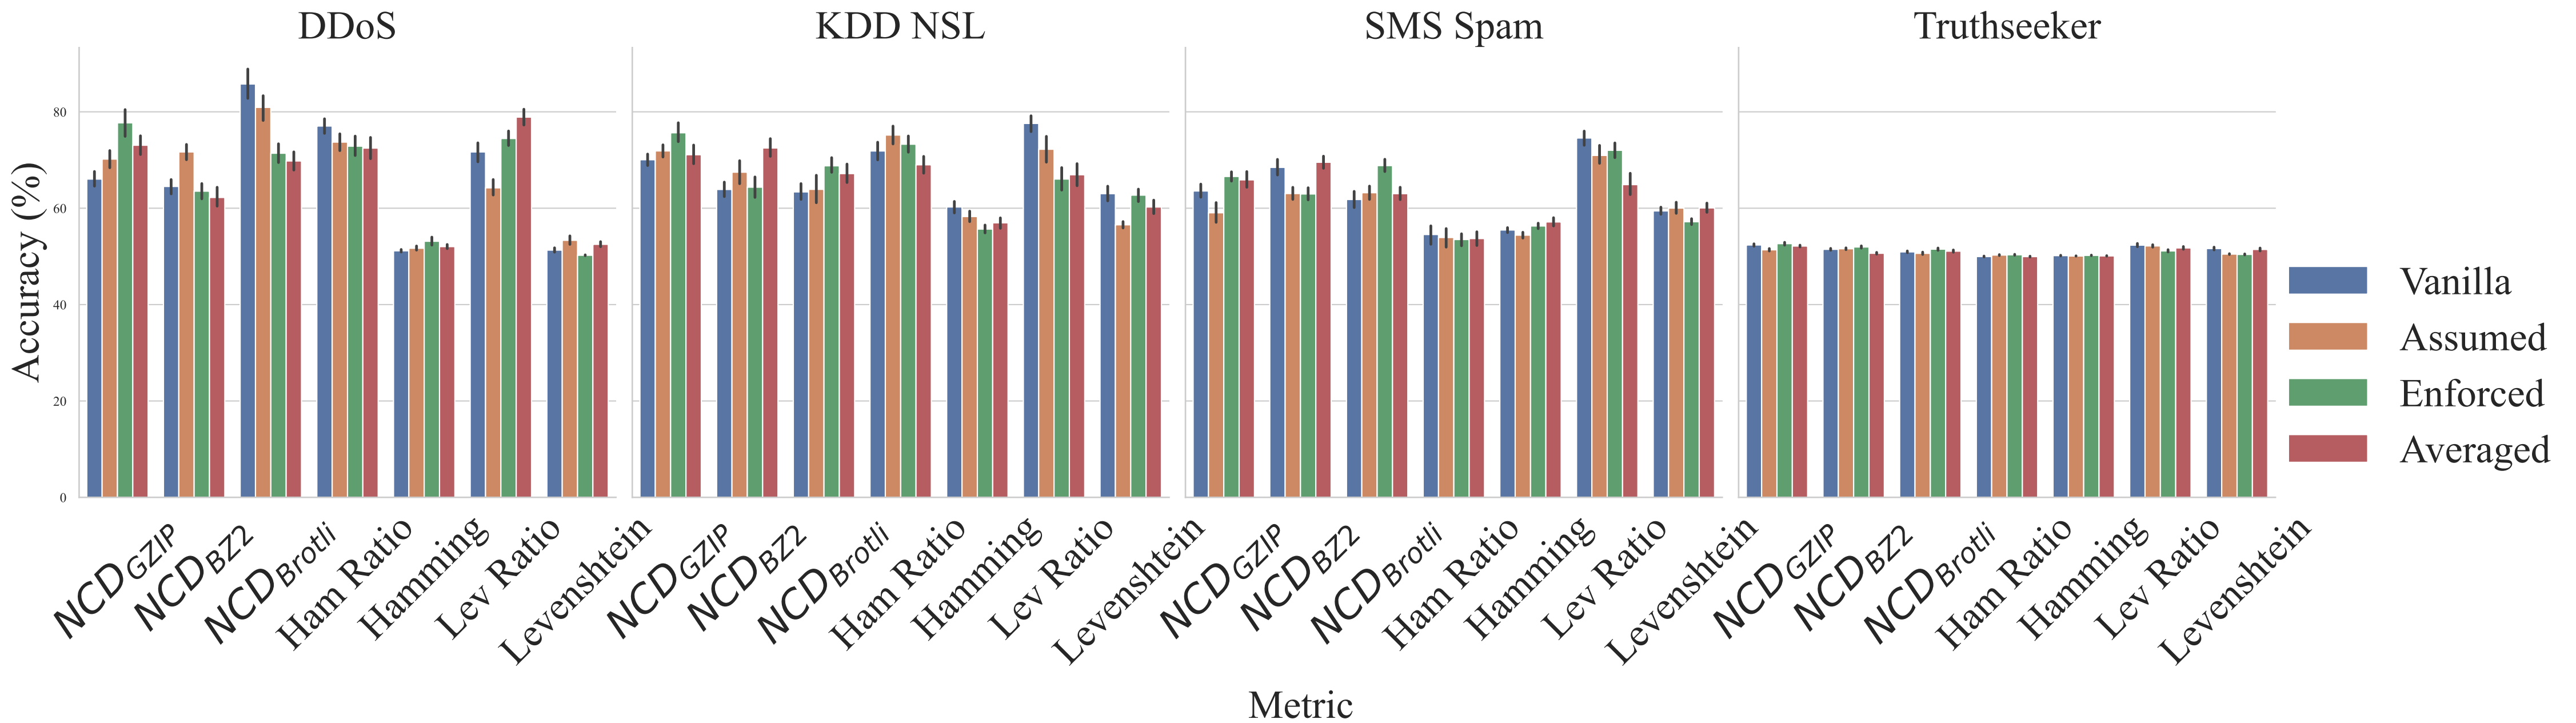 DDoS
KDD NSL
SMS Spam
Truthseeker
Accuracy (%)
80
60
40
20
0
NCD_GZIP
NCD_BZ2
NCD_Brotli
Ham Ratio
Hamming
Lev Ratio
Levenshtein
NCD_GZIP
NCD_BZ2
NCD_Brotli
Ham Ratio
Hamming
Lev Ratio
Levenshtein
NCD_GZIP
NCD_BZ2
NCD_Brotli
Ham Ratio
Hamming
Lev Ratio
Levenshtein
NCD_GZIP
NCD_BZ2
NCD_Brotli
Ham Ratio
Hamming
Lev Ratio
Levenshtein
Metric
Vanilla
Assumed
Enforced
Averaged